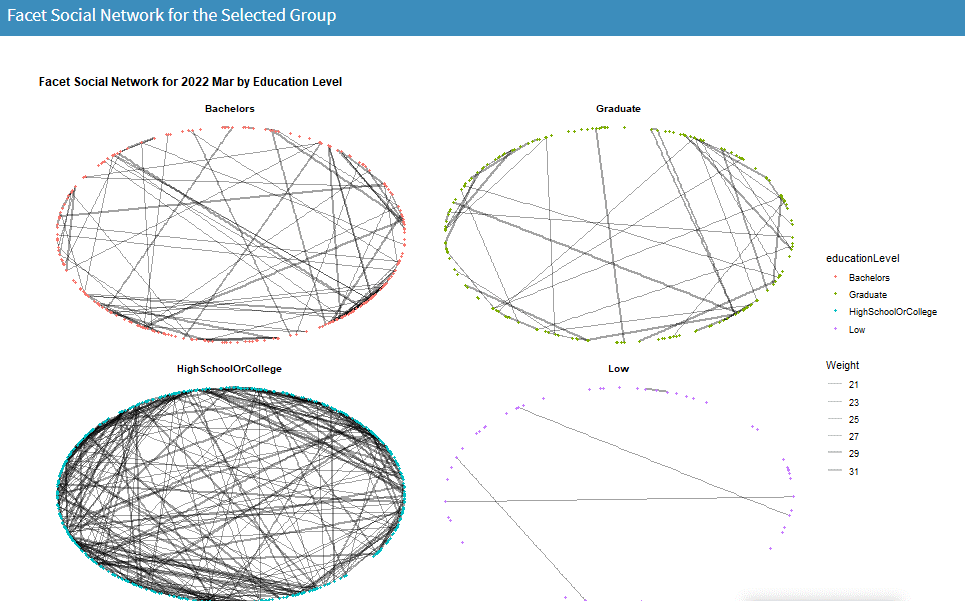 Facet Social Network for the Selected Group
Facet Social Network for 2022 Mar by Education Level
Bachelors
Graduate
HighSchoolOrCollege
Low
educationLevel
Bachelors
Graduate
HighSchoolOrCollege
Low
Weight
21
23
25
27
29
31